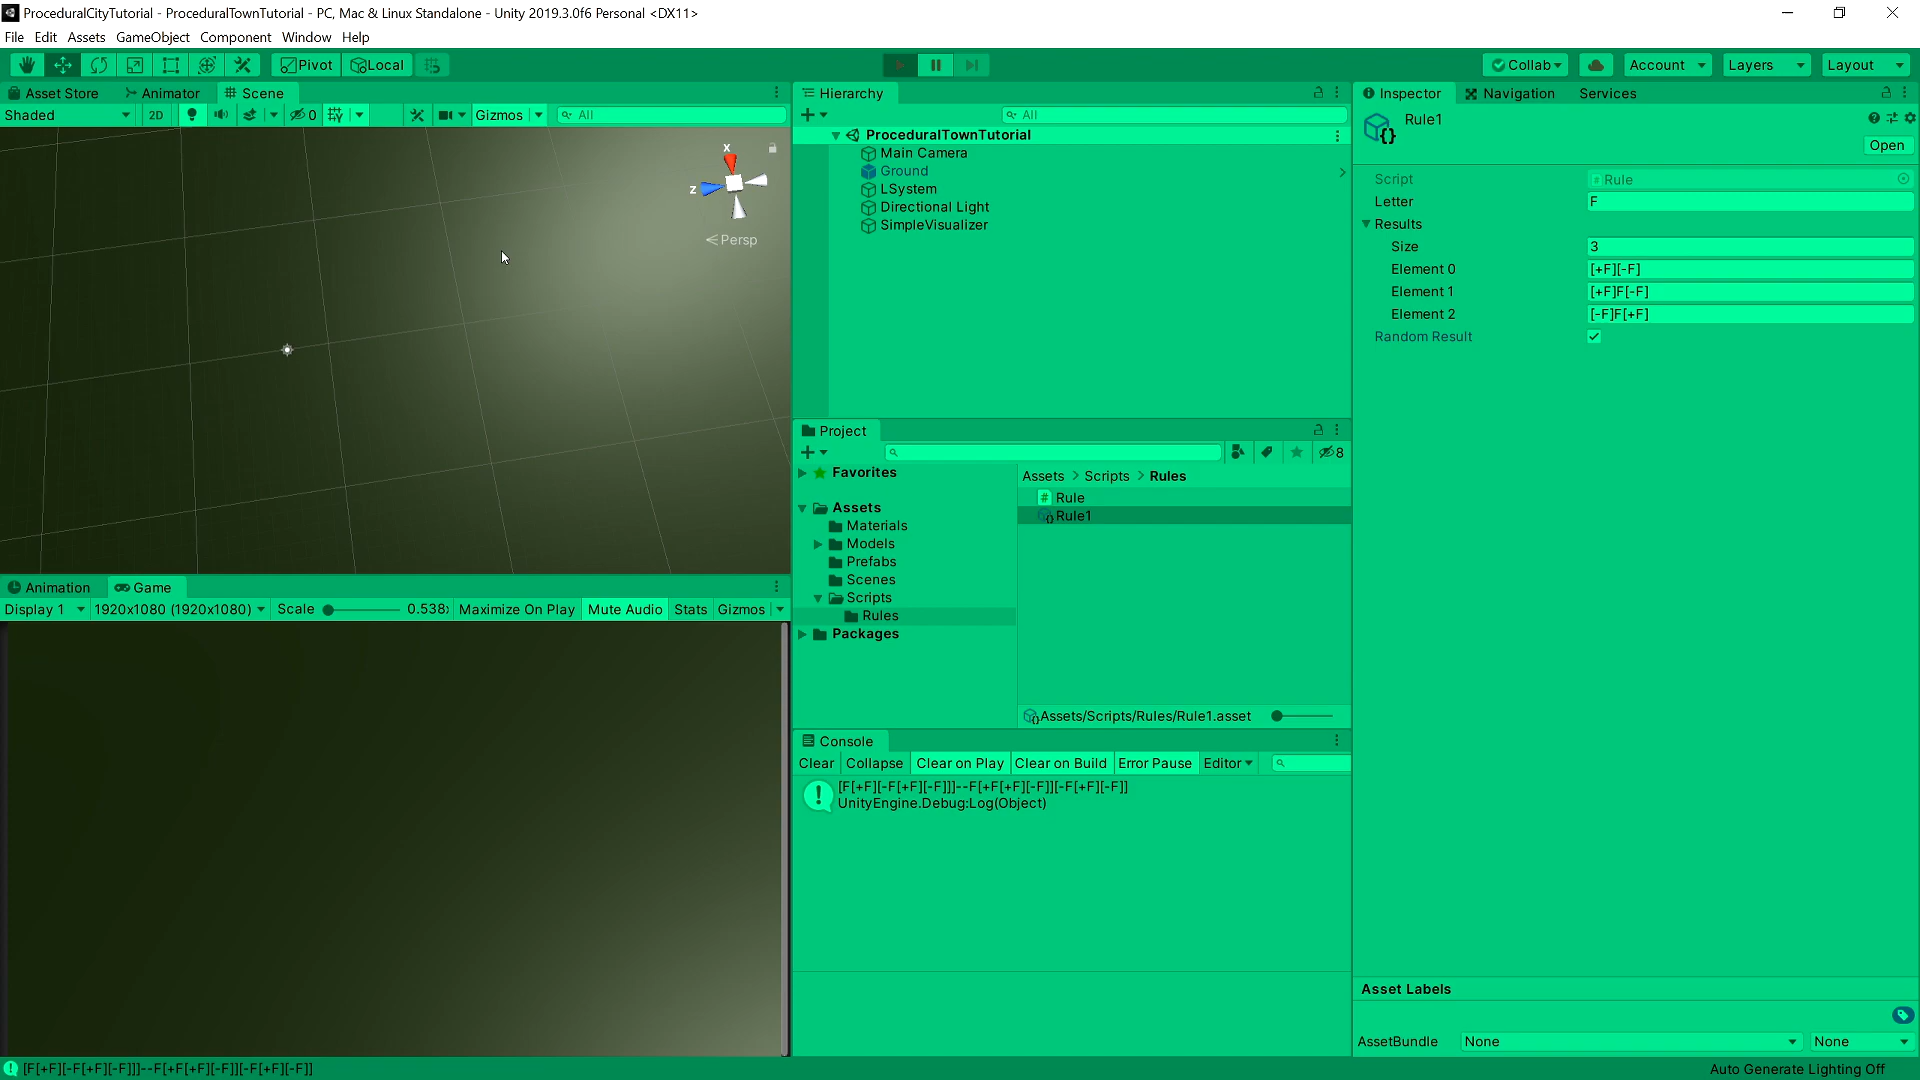 ProceduralCityTutorial - ProceduralTownTutorial - PC, Mac & Linux Standalone - Unity 2019.3.0f6 Personal <DX11>
File Edit Assets GameObject Component Window Help
Pivot Local Collab Account Layers Layout
Asset Store Animator Scene
Shaded 2D 0 Gizmos All
X
Z
Persp
Animation Game
Display 1 1920x1080 (1920x1080) Scale 0.538: Maximize On Play Mute Audio Stats Gizmos
Hierarchy
All
ProceduralTownTutorial
Main Camera
Ground
LSystem
Directional Light
SimpleVisualizer
Project
8
Favorites
Assets
Materials
Models
Prefabs
Scenes
Scripts
Rules
Packages
Assets > Scripts > Rules
Rule
Rule1
Assets/Scripts/Rules/Rule1.asset
Console
Clear Collapse Clear on Play Clear on Build Error Pause Editor
[F[+F][-F[+F][-F]]]--F[+F[+F][-F]][-F[+F][-F]]
UnityEngine.Debug:Log(Object)
Inspector Navigation Services
Rule1
Open
Script Rule
Letter F
Results
Size 3
Element 0 [+F][-F]
Element 1 [+F]F[-F]
Element 2 [-F]F[+F]
Random Result
Asset Labels
AssetBundle None None
[F[+F][-F[+F][-F]]]--F[+F[+F][-F]][-F[+F][-F]]
Auto Generate Lighting Off